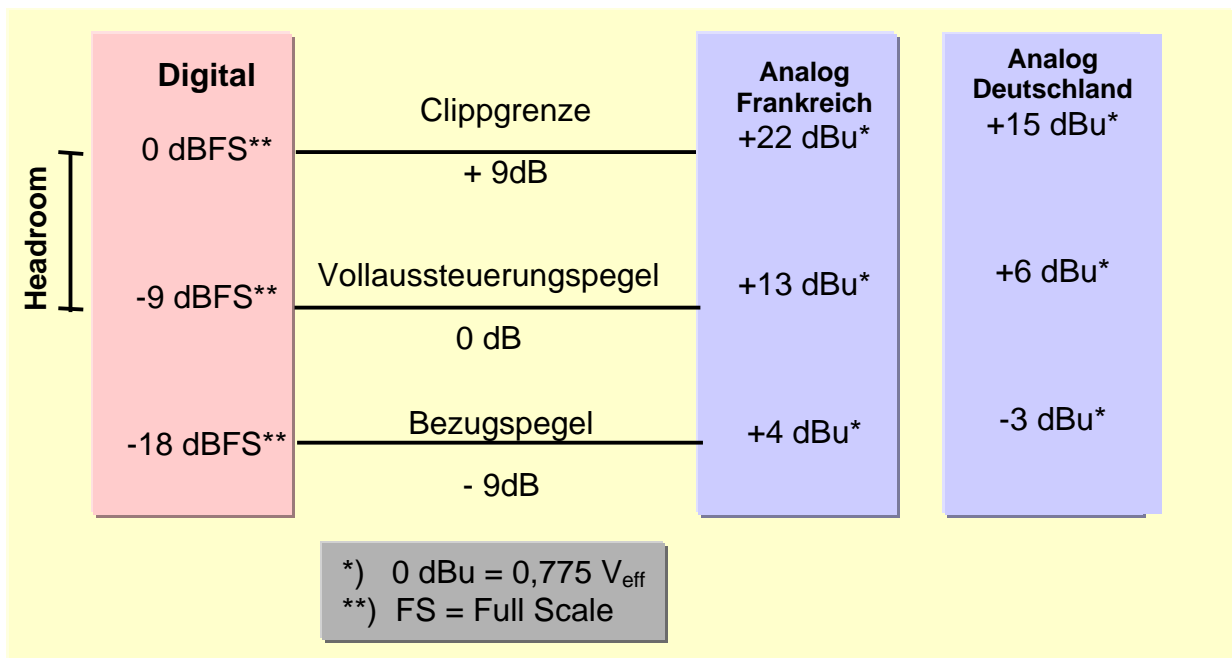 Digital
Clippgrenze
Analog
Frankreich
Analog
Deutschland
0 dBFS**
+ 9dB
+22 dBu*
+15 dBu*
Headroom
-9 dBFS**
Vollaussteuerungspegel
0 dB
+13 dBu*
+6 dBu*
-18 dBFS**
Bezugspegel
- 9dB
+4 dBu*
-3 dBu*
*) 0 dBu = 0,775 Veff
**) FS = Full Scale